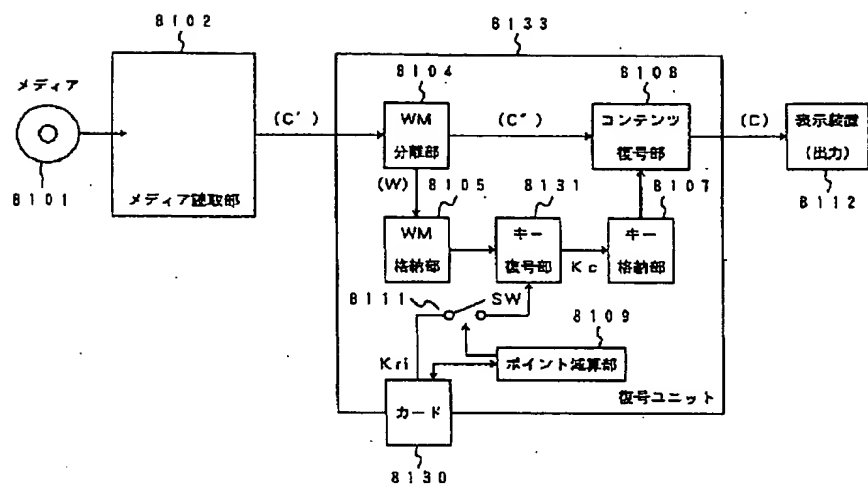 8102
8133
メディア
8104
8108
(C')
WM
分離部
(C")
コンテンツ
復号部
(C)
表示装置
(出力)
8101
メディア読取部
(W)
8105
8131
8107
8112
WM
格納部
キー
復号部
Kc
キー
格納部
8111
SW
8109
Kri
ポイント減算部
カード
復号ユニット
8130